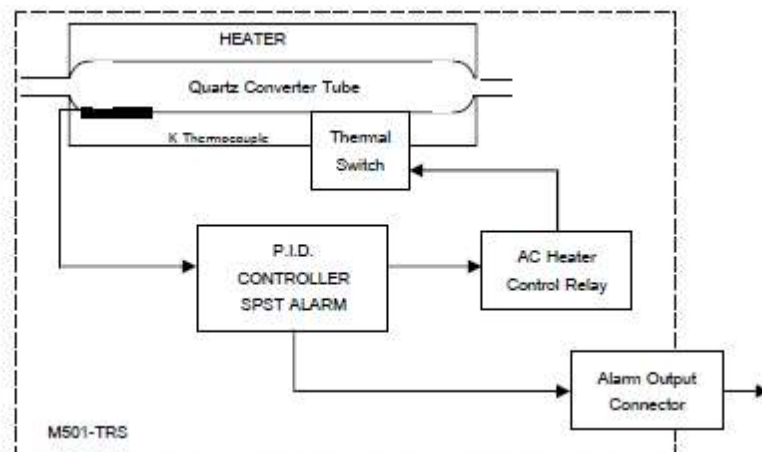 HEATER
Quartz Converter Tube
K Thermocouple
Thermal
Switch
P.I.D.
CONTROLLER
SPST ALARM
AC Heater
Control Relay
Alarm Output
Connector
M501-TRS